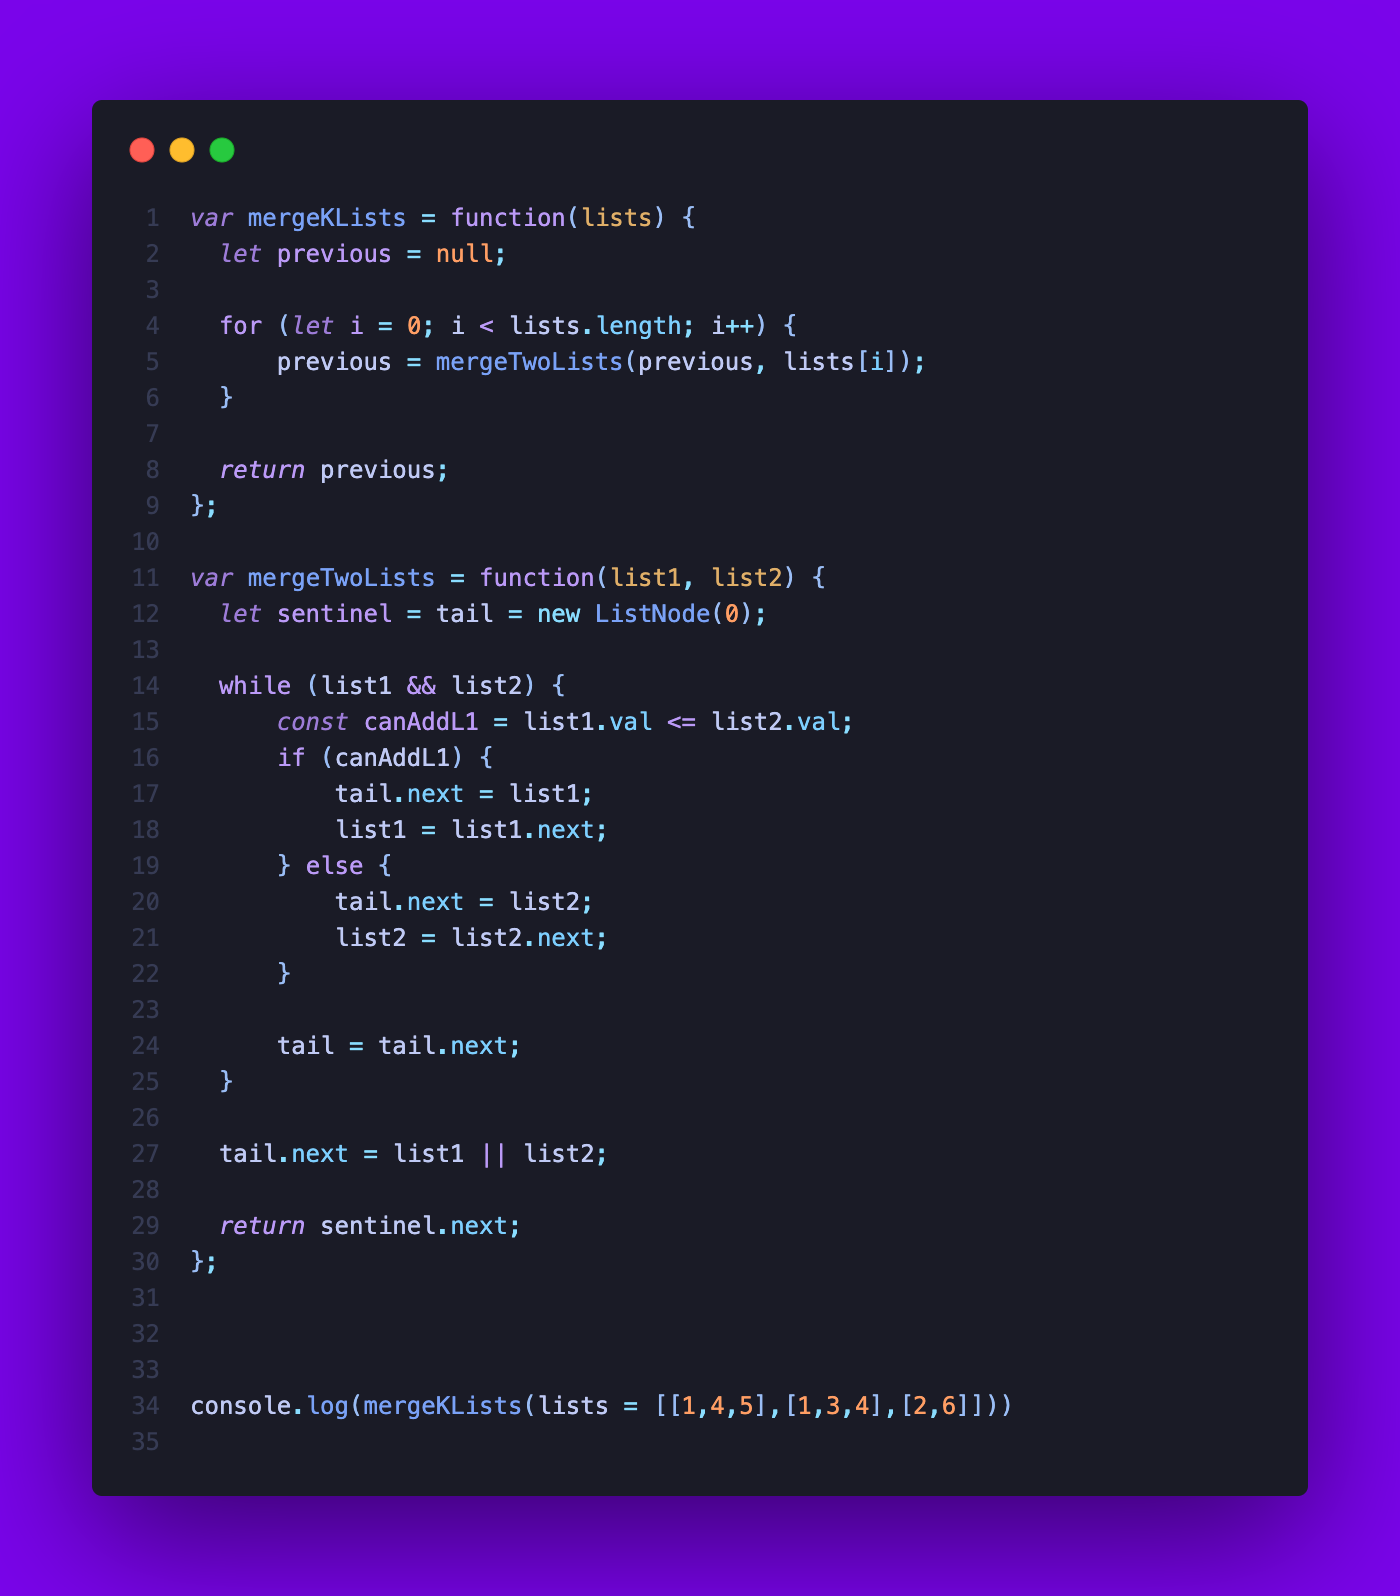 1 var mergeKLists = function(lists) {
2   let previous = null;
3
4   for (let i = 0; i < lists.length; i++) {
5       previous = mergeTwoLists(previous, lists[i]);
6   }
7
8   return previous;
9 };
10
11 var mergeTwoLists = function(list1, list2) {
12   let sentinel = tail = new ListNode(0);
13
14   while (list1 && list2) {
15       const canAddL1 = list1.val <= list2.val;
16       if (canAddL1) {
17           tail.next = list1;
18           list1 = list1.next;
19       } else {
20           tail.next = list2;
21           list2 = list2.next;
22       }
23
24       tail = tail.next;
25   }
26
27   tail.next = list1 || list2;
28
29   return sentinel.next;
30 };
31
32
33
34 console.log(mergeKLists(lists = [[1,4,5],[1,3,4],[2,6]]))
35